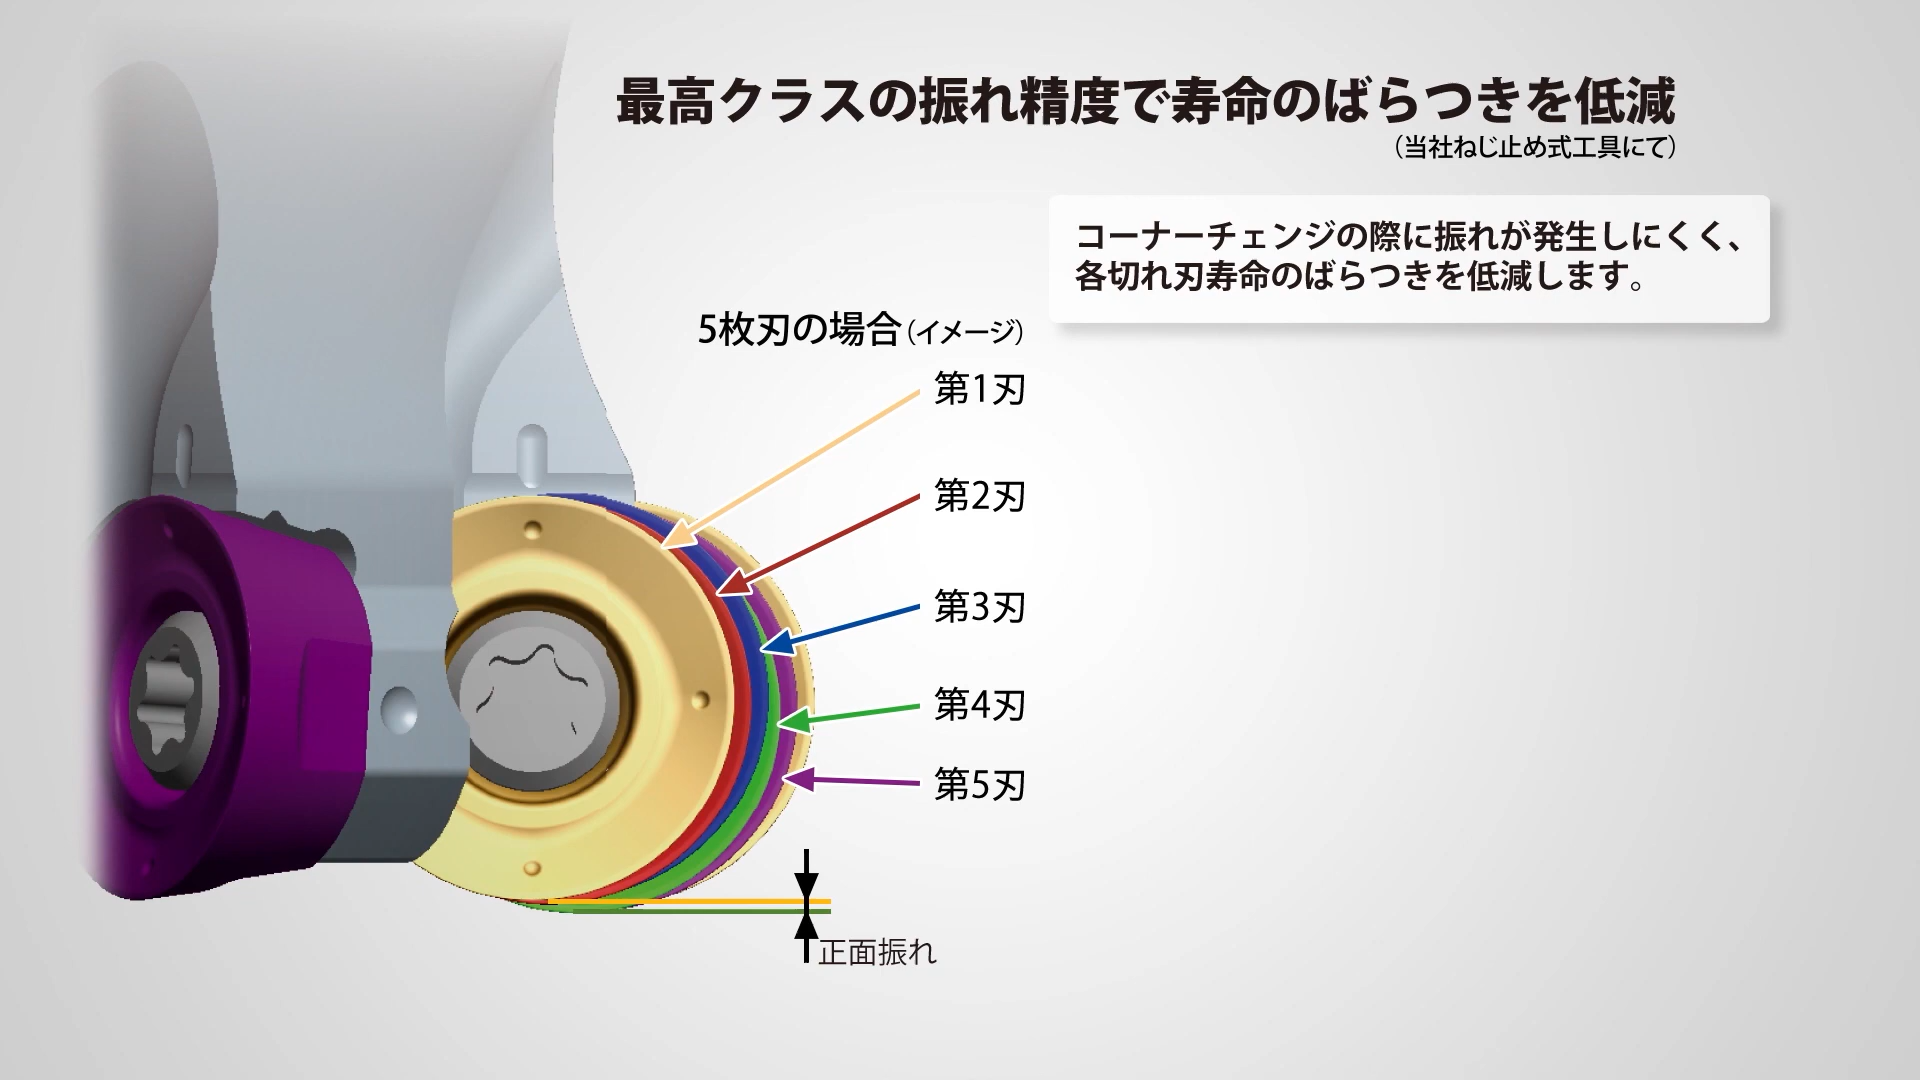 最高クラスの振れ精度で寿命のばらつきを低減
（当社ねじ止め式工具にて）
コーナーチェンジの際に振れが発生しにくく、
各切れ刃寿命のばらつきを低減します。
5枚刃の場合（イメージ）
第1刃
第2刃
第3刃
第4刃
第5刃
正面振れ